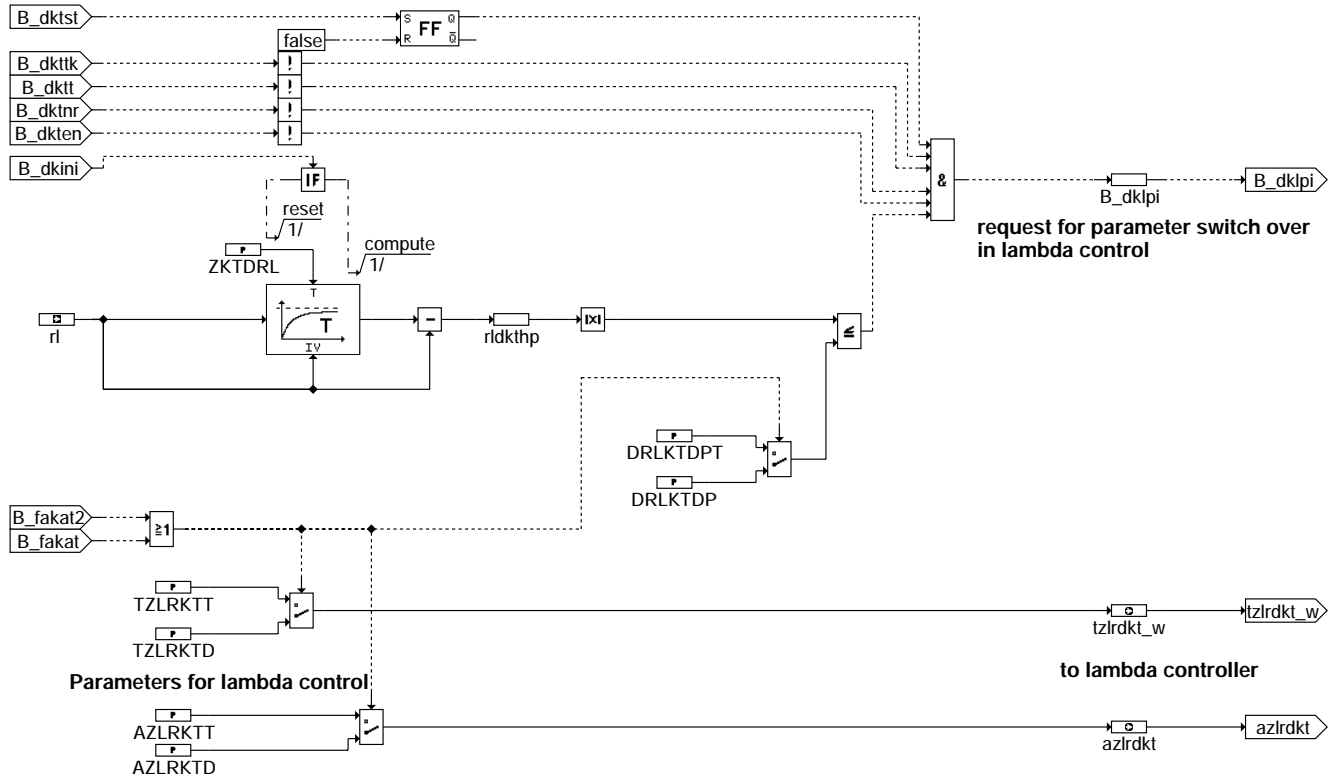 B_dktst
S Q
FF
R Q
false
B_dkttk
!
B_dktt
!
B_dktnr
!
B_dkten
!
B_dkini
IF
reset
1/
compute
1/
P
ZKTDRL
T
T
IV
rl
−
rldkthp
|x|
≤
&
B_dklpi
B_dklpi
request for parameter switch over
in lambda control
P
DRLKTDPT
P
DRLKTDP
B_fakat2
B_fakat
≥1
P
TZLRKTT
P
TZLRKTD
tzlrdkt_w
tzlrdkt_w
Parameters for lambda control
to lambda controller
P
AZLRKTT
P
AZLRKTD
azlrdkt
azlrdkt